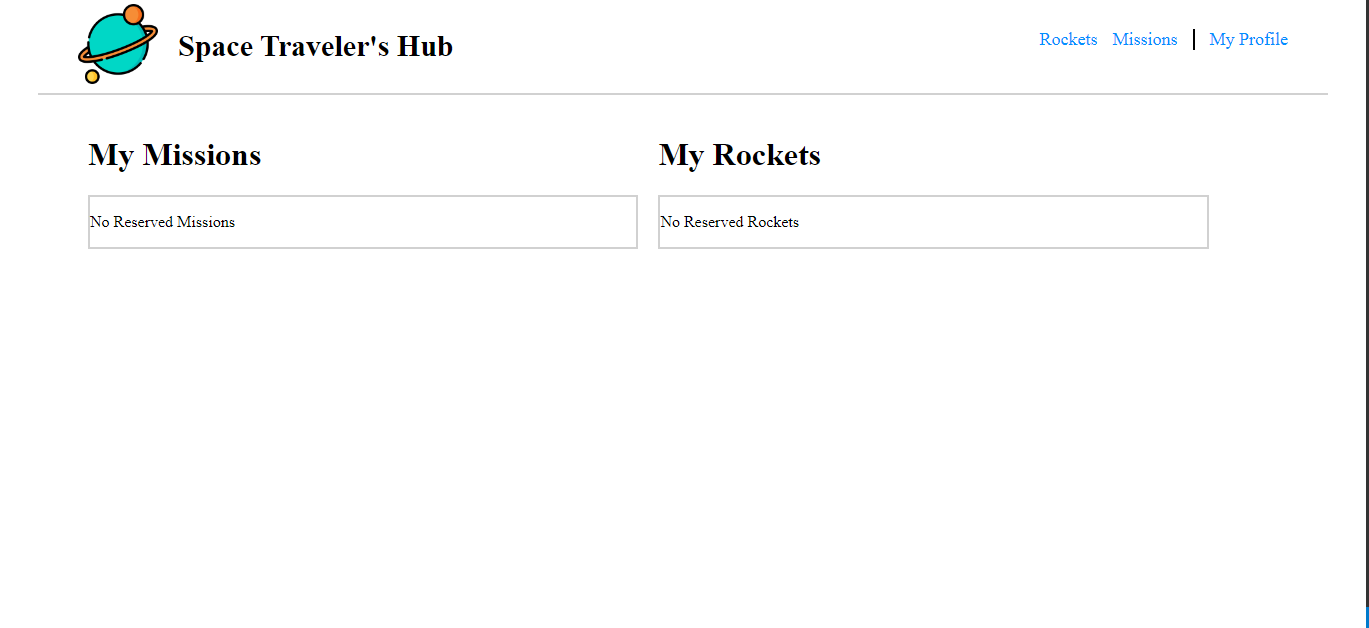 Space Traveler's Hub
Rockets Missions | My Profile
My Missions
My Rockets
No Reserved Missions
No Reserved Rockets